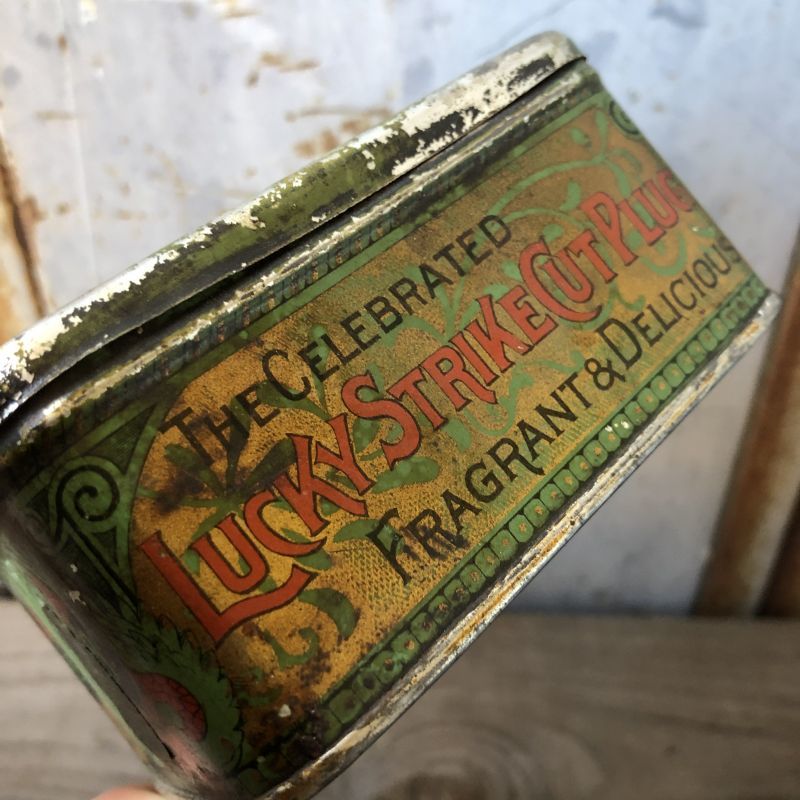 The Celebrated
Lucky Strike Cut Plug
Fragrant & Delicious